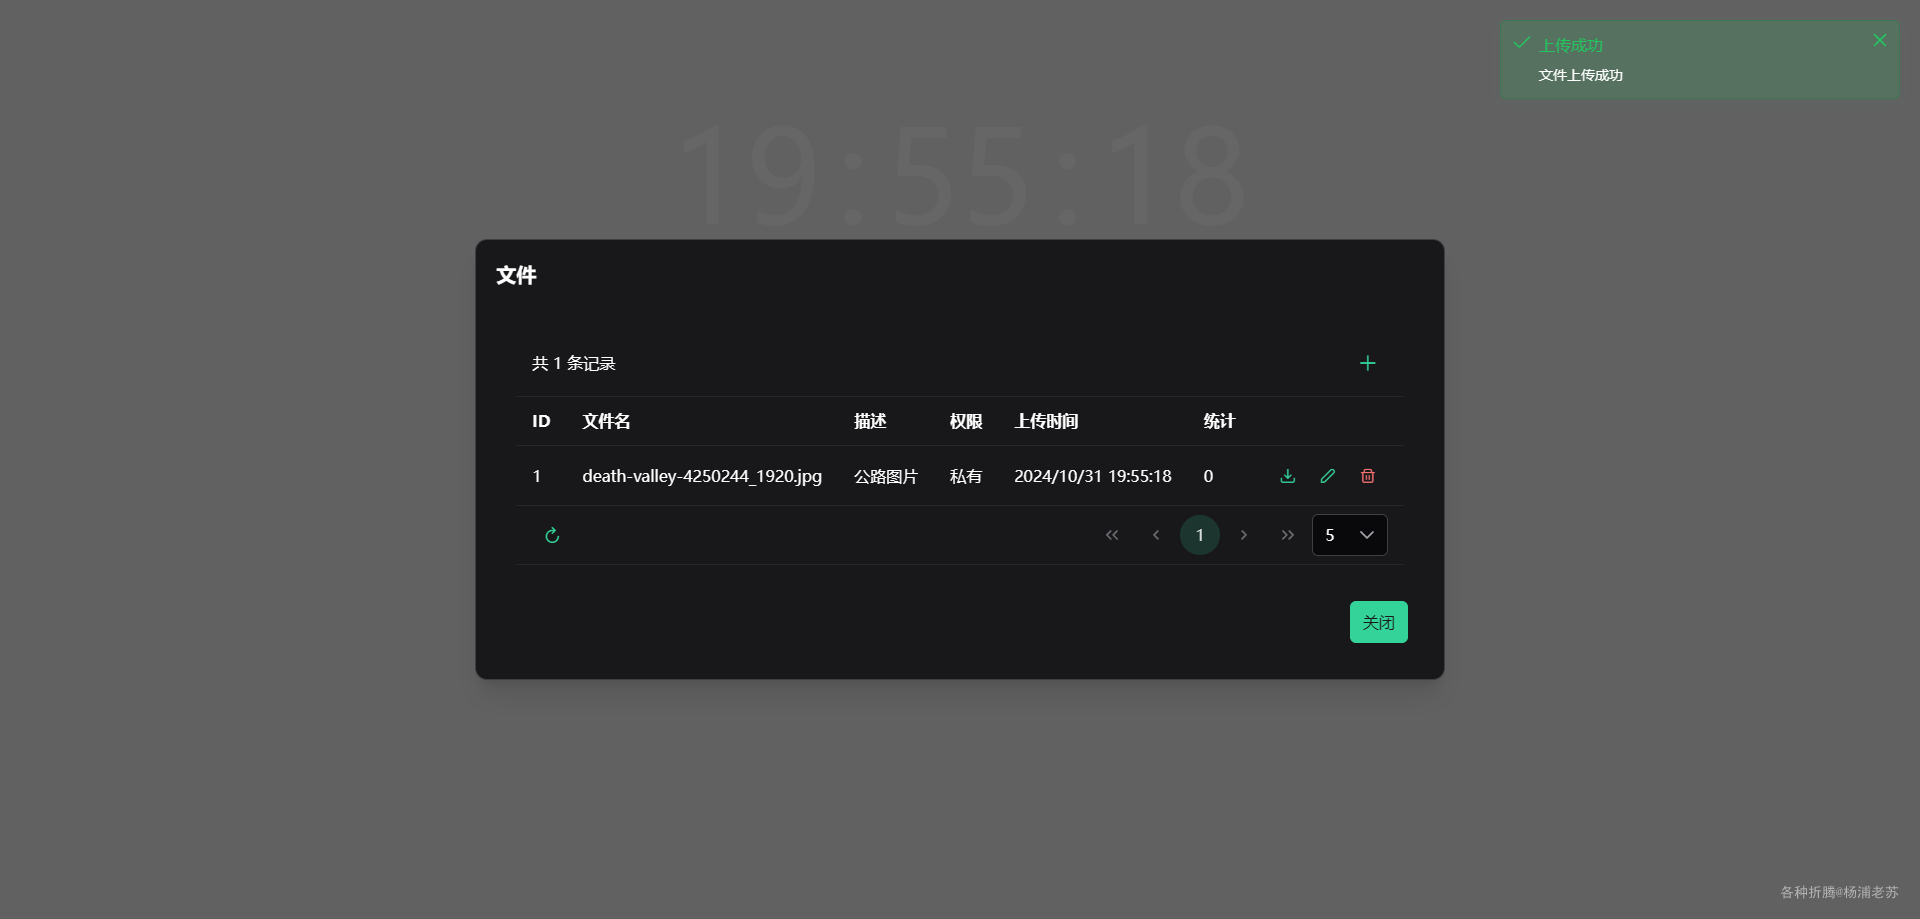 上传成功
文件上传成功
19:55:18
文件
共 1 条记录
ID 文件名 描述 权限 上传时间 统计
1 death-valley-4250244_1920.jpg 公路图片 私有 2024/10/31 19:55:18 0
1 5
关闭
各种折腾@杨浦老苏